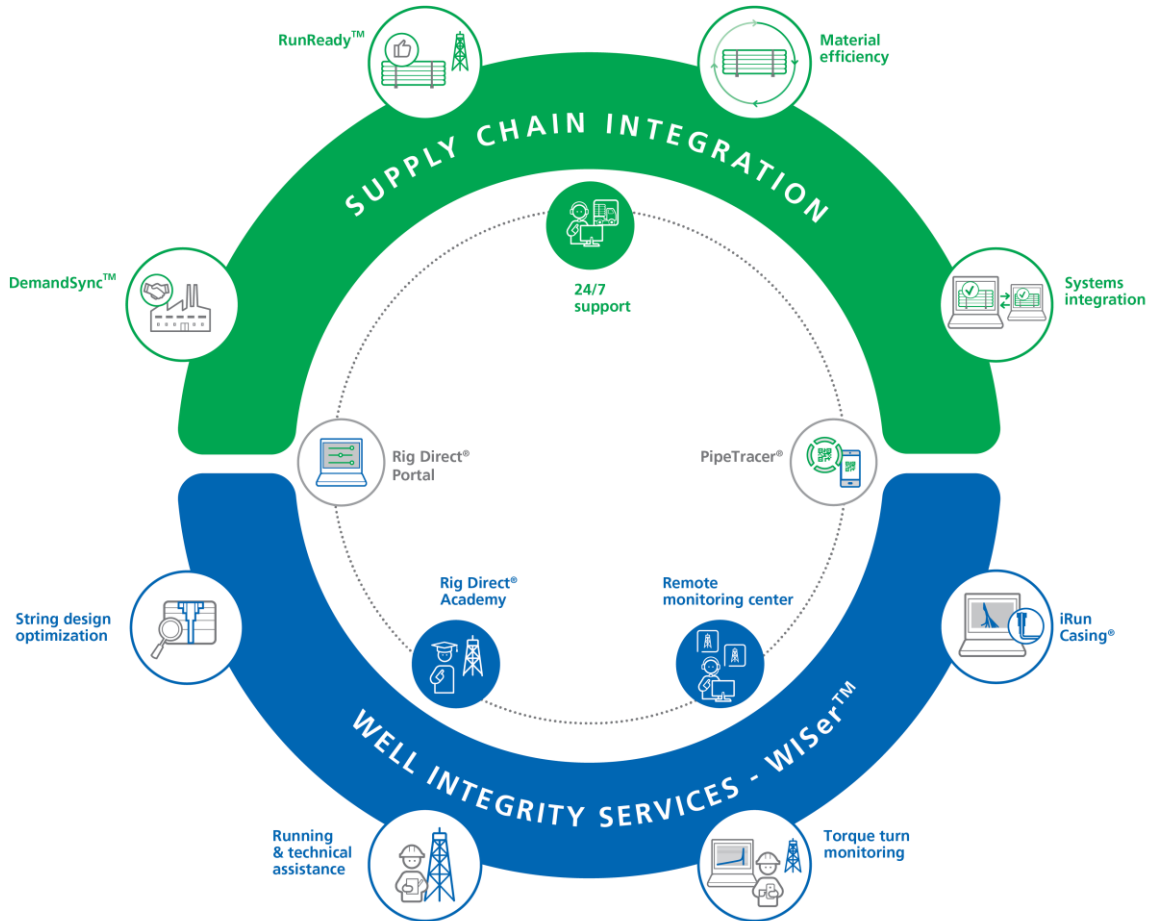 RunReady™
Material
efficiency
SUPPLY CHAIN INTEGRATION
DemandSync™
24/7
support
Systems
integration
Rig Direct®
Portal
PipeTracer®
Rig Direct®
Academy
Remote
monitoring center
String design
optimization
iRun
Casing®
WELL INTEGRITY SERVICES - WISer™
Running
& technical
assistance
Torque turn
monitoring